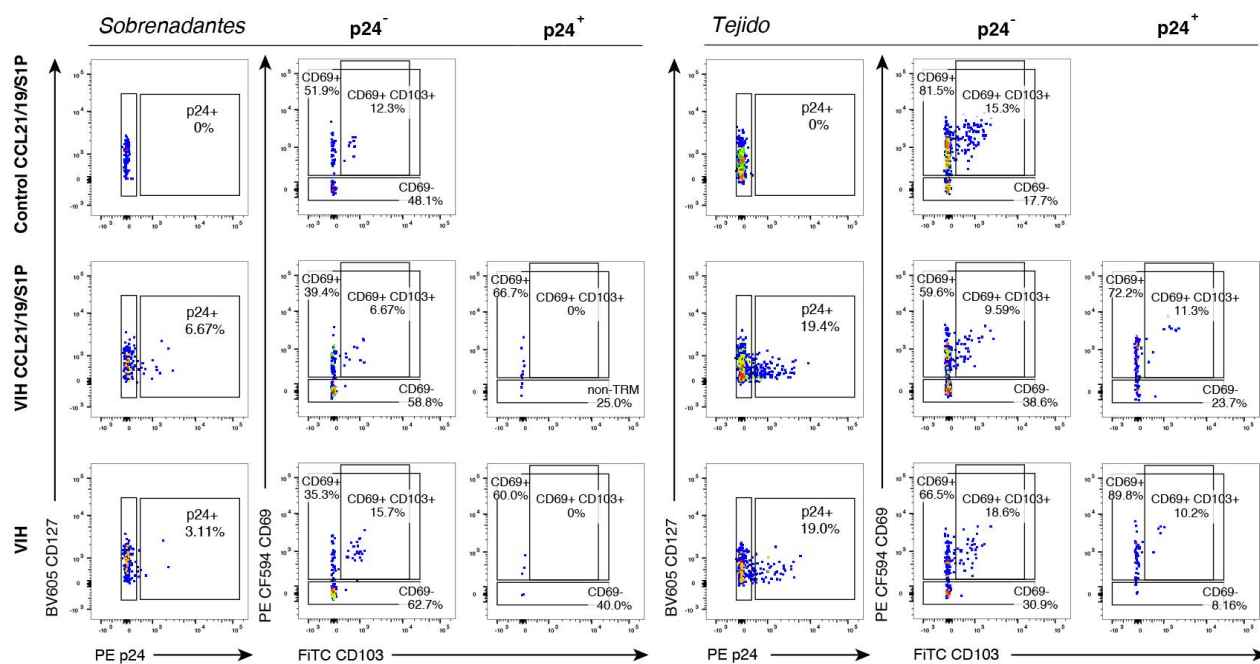 Sobrenadantes p24⁻ p24⁺ Tejido p24⁻ p24⁺
Control CCL21/19/S1P
p24+
0%
CD69+
51.9%
CD69+ CD103+
12.3%
CD69-
48.1%
p24+
0%
CD69+
81.5%
CD69+ CD103+
15.3%
CD69-
17.7%
VIH CCL21/19/S1P
p24+
6.67%
CD69+
39.4%
CD69+ CD103+
6.67%
CD69-
58.8%
CD69+
66.7%
CD69+ CD103+
0%
non-TRM
25.0%
p24+
19.4%
CD69+
59.6%
CD69+ CD103+
9.59%
CD69-
38.6%
CD69+
72.2%
CD69+ CD103+
11.3%
CD69-
23.7%
VIH
p24+
3.11%
CD69+
35.3%
CD69+ CD103+
15.7%
CD69-
62.7%
CD69+
60.0%
CD69+ CD103+
0%
CD69-
40.0%
p24+
19.0%
CD69+
66.5%
CD69+ CD103+
18.6%
CD69-
30.9%
CD69+
89.8%
CD69+ CD103+
10.2%
CD69-
8.16%
BV605 CD127
PE CF594 CD69
BV605 CD127
PE CF594 CD69
PE p24
FiTC CD103
PE p24
FiTC CD103